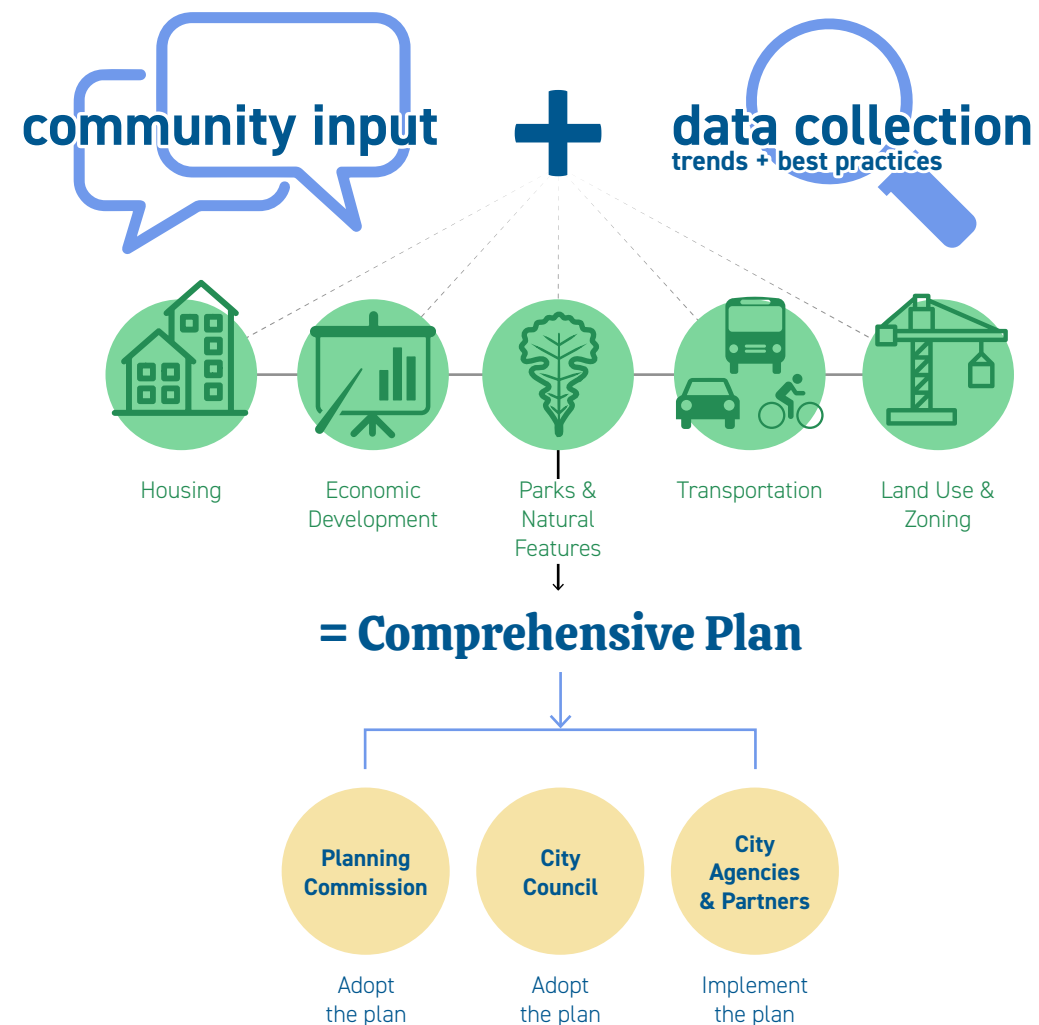 community input
+
data collection
trends + best practices
Housing
Economic
Development
Parks &
Natural
Features
Transportation
Land Use &
Zoning
= Comprehensive Plan
Planning
Commission
City
Council
City
Agencies
& Partners
Adopt
the plan
Adopt
the plan
Implement
the plan